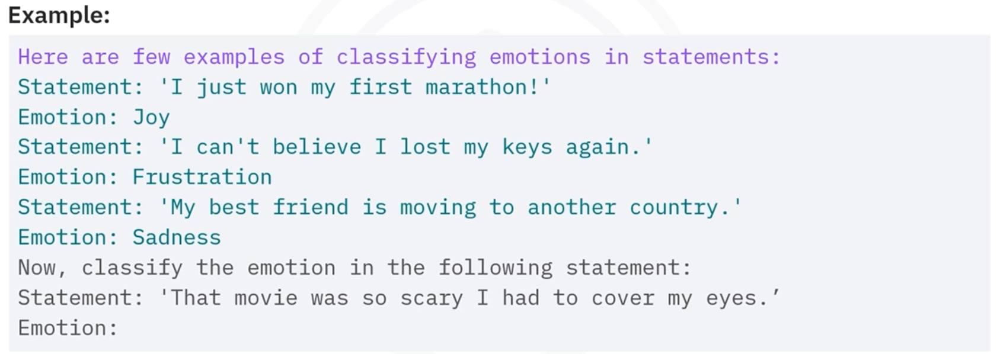 Example:
Here are few examples of classifying emotions in statements:
Statement: 'I just won my first marathon!'
Emotion: Joy
Statement: 'I can't believe I lost my keys again.'
Emotion: Frustration
Statement: 'My best friend is moving to another country.'
Emotion: Sadness
Now, classify the emotion in the following statement:
Statement: 'That movie was so scary I had to cover my eyes.’
Emotion: